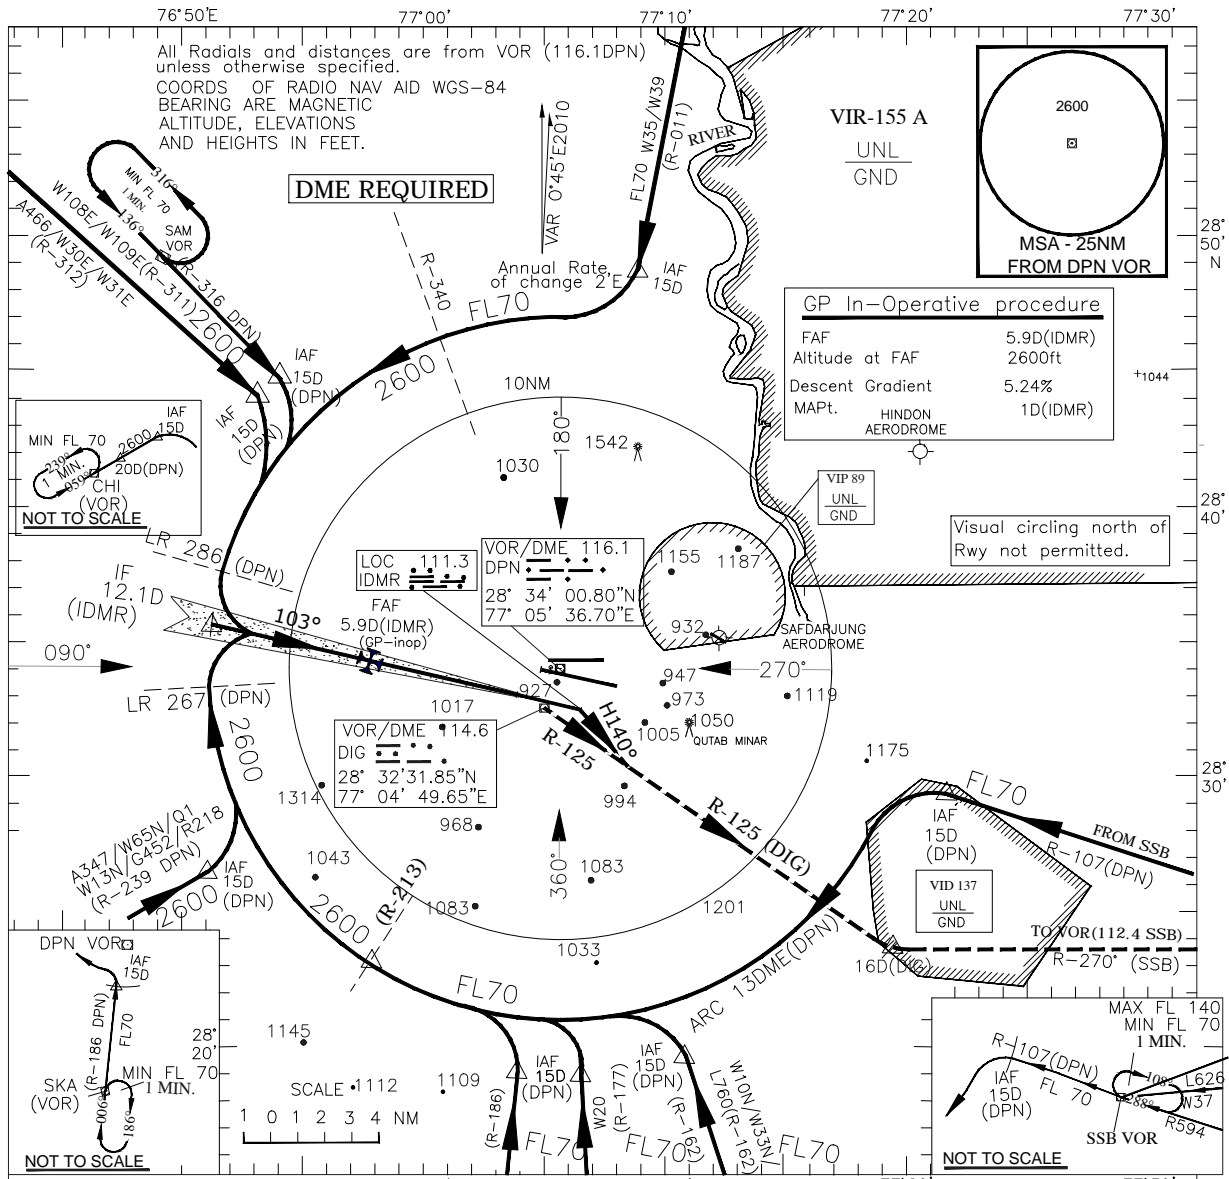 76°50'E
77°00'
77°10'
77°20'
77°30'
All Radials and distances are from VOR (116.1DPN)
unless otherwise specified.
COORDS OF RADIO NAV AID WGS-84
BEARING ARE MAGNETIC
ALTITUDE, ELEVATIONS
AND HEIGHTS IN FEET.
DME REQUIRED
VAR 0°45'E2010
Annual Rate
of change 2'E
FL70 W35/W39
(R-011)
RIVER
VIR-155 A
UNL
GND
2600
MSA - 25NM
FROM DPN VOR
28°
50'
N
316°
MIN FL 70
1 MIN.
136°
SAM
VOR
W108E/W109E(R-311)
(R-316 DPN)
2600
A466/W30E/W31E
(R-312)
R-340
IAF
15D
FL70
2600
IAF
15D
(DPN)
IAF
15D
(DPN)
GP In-Operative procedure
FAF 5.9D(IDMR)
Altitude at FAF 2600ft
Descent Gradient 5.24%
MAPt. 1D(IDMR)
+1044
HINDON
AERODROME
10NM
180°
1542
1030
MIN FL 70
239°
1 MIN.
059°
2600
IAF
15D
20D(DPN)
CHI
(VOR)
NOT TO SCALE
VIP 89
UNL
GND
28°
40'
Visual circling north of
Rwy not permitted.
LR 286 (DPN)
IF
12.1D
(IDMR)
103°
LOC 111.3
IDMR
FAF
5.9D(IDMR)
(GP-inop)
VOR/DME 116.1
DPN
28° 34' 00.80"N
77° 05' 36.70"E
1155
1187
932
SAFDARJUNG
AERODROME
090°
270°
LR 267 (DPN)
927
947
973
1119
1017
1005
1050
QUTAB MINAR
VOR/DME 114.6
DIG
28° 32'31.85"N
77° 04' 49.65"E
R-125
H140°
1175
28°
30'
2600
1314
994
968
R-125 (DIG)
FL70
IAF
15D
(DPN)
FROM SSB
R-107(DPN)
A347/W65N/Q1
W13N/G452/R218
(R-239 DPN)
2600
IAF
15D
(DPN)
1043
1083
360°
1083
1201
VID 137
UNL
GND
2600
(R-213)
1033
TO VOR(112.4 SSB)
R-270° (SSB)
16D(DIG)
FL70
ARC 13DME(DPN)
DPN VOR
IAF
15D
(R-186 DPN)
FL70
MIN FL
70
1 MIN.
SKA
(VOR)
006°
186°
NOT TO SCALE
28°
20'
1145
SCALE
1112
1109
1 0 1 2 3 4 NM
IAF
15D
(DPN)
IAF
15D
(DPN)
(R-186)
W20
(R-177)
(R-162)
L760(R-162)
W10N/W33N/
FL70
FL70
FL70
MAX FL 140
MIN FL 70
1 MIN.
R-107(DPN)
FL 70
IAF
15D
(DPN)
108°
288°
L626
W37
R594
SSB VOR
NOT TO SCALE